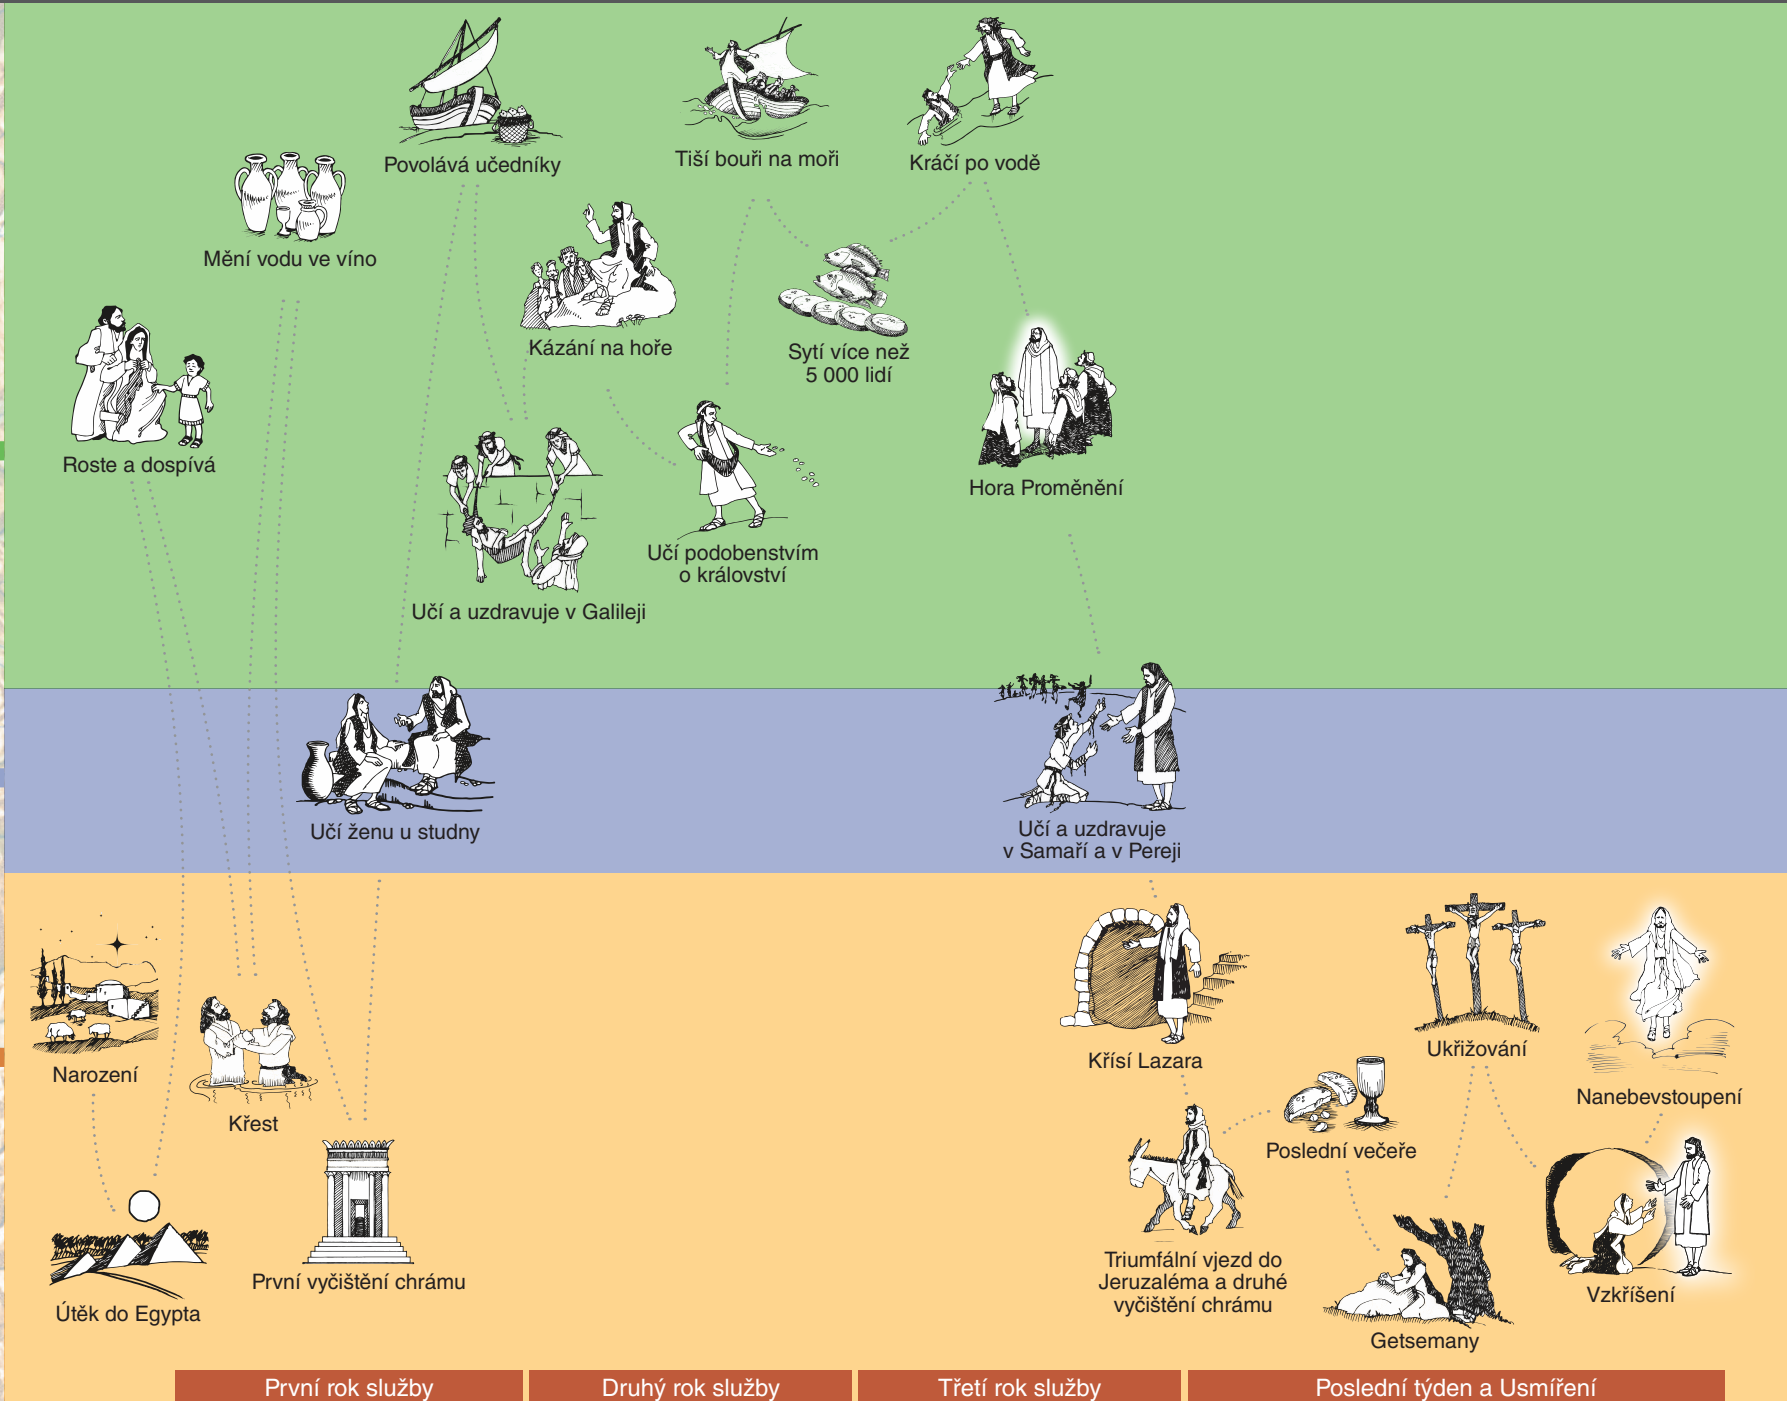 Povolává učedníky
Tiší bouři na moři
Kráčí po vodě
Mění vodu ve víno
Kázání na hoře
Sytí více než
5 000 lidí
Roste a dospívá
Hora Proměnění
Učí podobenstvím
o království
Učí a uzdravuje v Galileji
Učí ženu u studny
Učí a uzdravuje
v Samaří a v Pereji
Narození
Křest
Křísí Lazara
Ukřižování
Nanebevstoupení
Poslední večeře
První vyčištění chrámu
Útěk do Egypta
Triumfální vjezd do
Jeruzaléma a druhé
vyčištění chrámu
Vzkříšení
Getsemany
První rok služby
Druhý rok služby
Třetí rok služby
Poslední týden a Usmíření